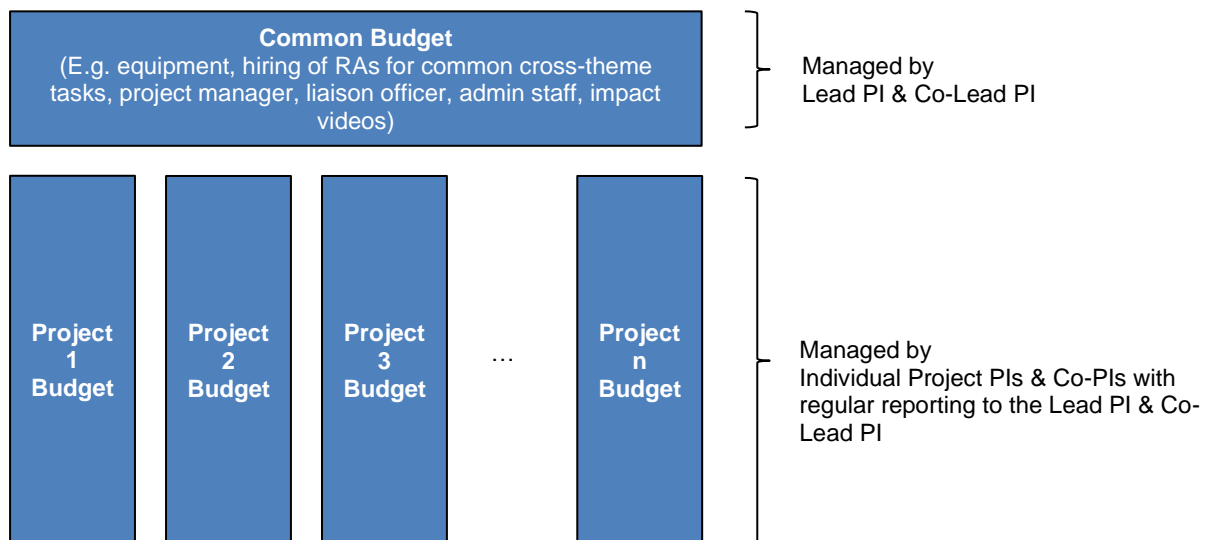 Common Budget
(E.g. equipment, hiring of RAs for common cross-theme
tasks, project manager, liaison officer, admin staff, impact
videos)
Managed by
Lead PI & Co-Lead PI
Project
1
Budget
Project
2
Budget
Project
3
Budget
...
Project
n
Budget
Managed by
Individual Project PIs & Co-PIs with
regular reporting to the Lead PI & Co-
Lead PI